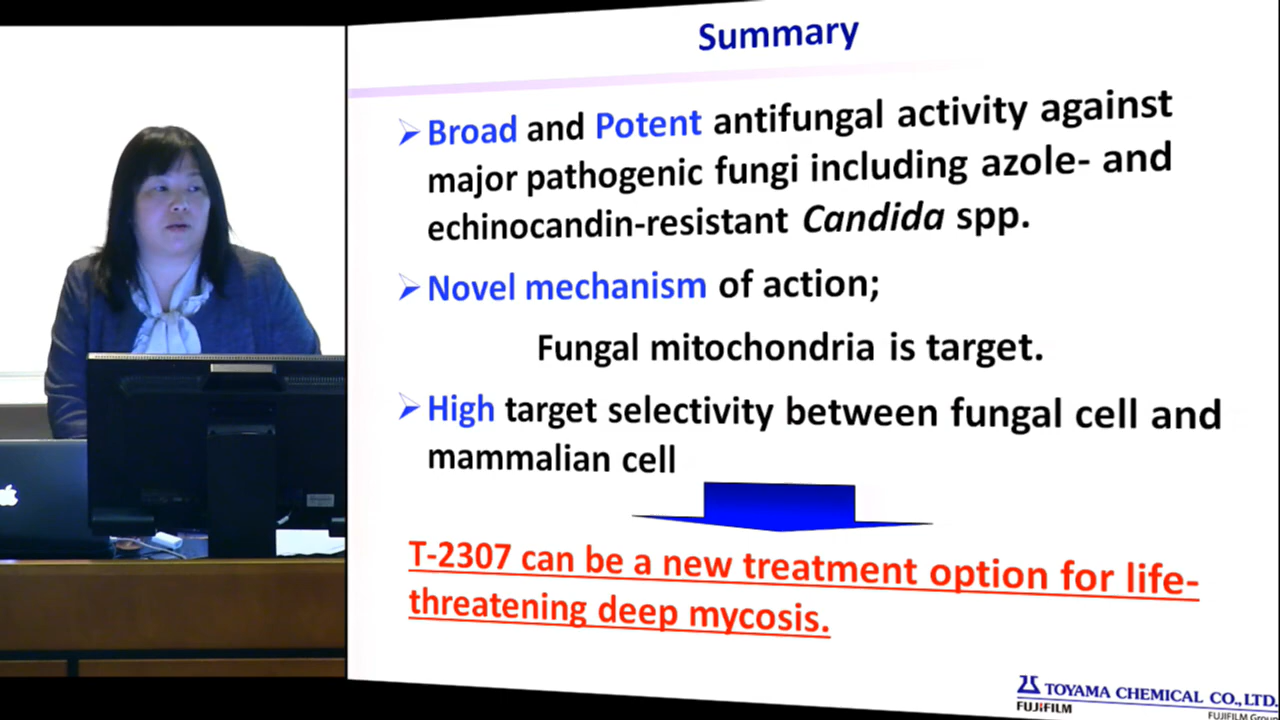 Summary
Broad and Potent antifungal activity against
major pathogenic fungi including azole- and
echinocandin-resistant Candida spp.
Novel mechanism of action;
Fungal mitochondria is target.
High target selectivity between fungal cell and
mammalian cell
T-2307 can be a new treatment option for life-
threatening deep mycosis.
TOYAMA CHEMICAL CO., LTD.
FUJIFILM
FUJIFILM Group